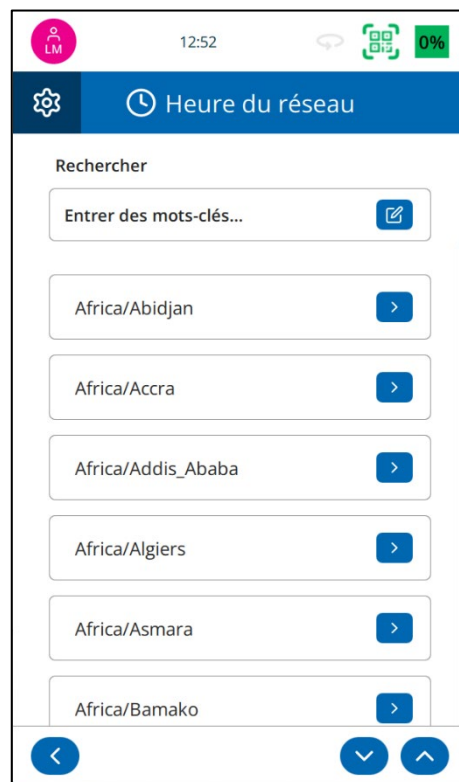 LM
12:52
0%
Heure du réseau
Rechercher
Entrer des mots-clés...
Africa/Abidjan
Africa/Accra
Africa/Addis_Ababa
Africa/Algiers
Africa/Asmara
Africa/Bamako